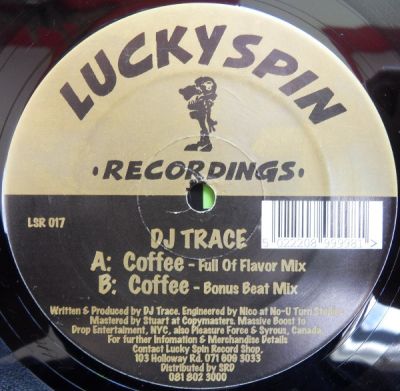 LUCKYSPIN
RECORDINGS
LSR 017
DJ TRACE
A: Coffee - Full Of Flavor Mix
B: Coffee - Bonus Beat Mix
Written & Produced by DJ Trace. Engineered by Nico at No-U Turn Studios
Mastered by Stuart at Copymasters. Massive Boost to
Drop Entertaiment, NYC, also Pleasure Force & Syrous, Canada.
For further Infomation & Merchandise Details
Contact Lucky Spin Record Shop,
103 Holloway Rd. 071 609 3033
Distributed by SRD
081 802 3000